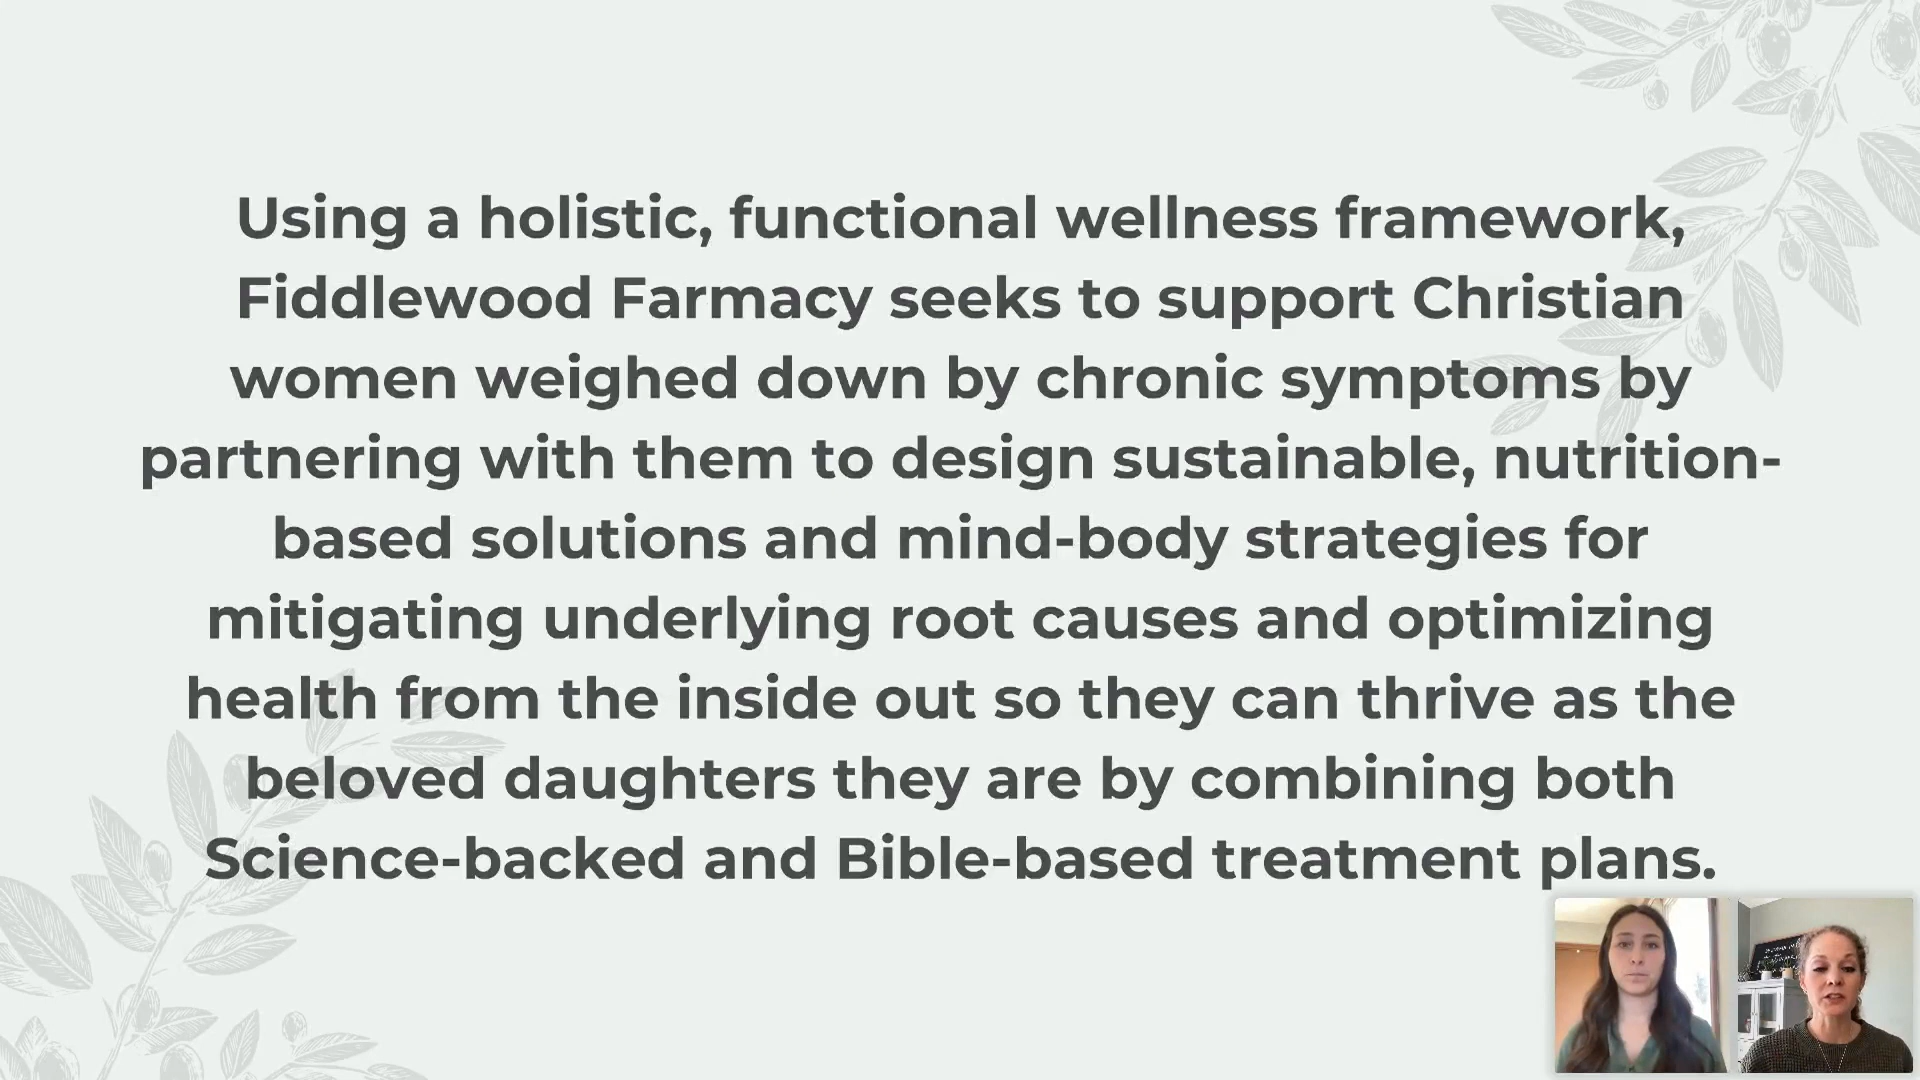 Using a holistic, functional wellness framework,
Fiddlewood Farmacy seeks to support Christian
women weighed down by chronic symptoms by
partnering with them to design sustainable, nutrition-
based solutions and mind-body strategies for
mitigating underlying root causes and optimizing
health from the inside out so they can thrive as the
beloved daughters they are by combining both
Science-backed and Bible-based treatment plans.